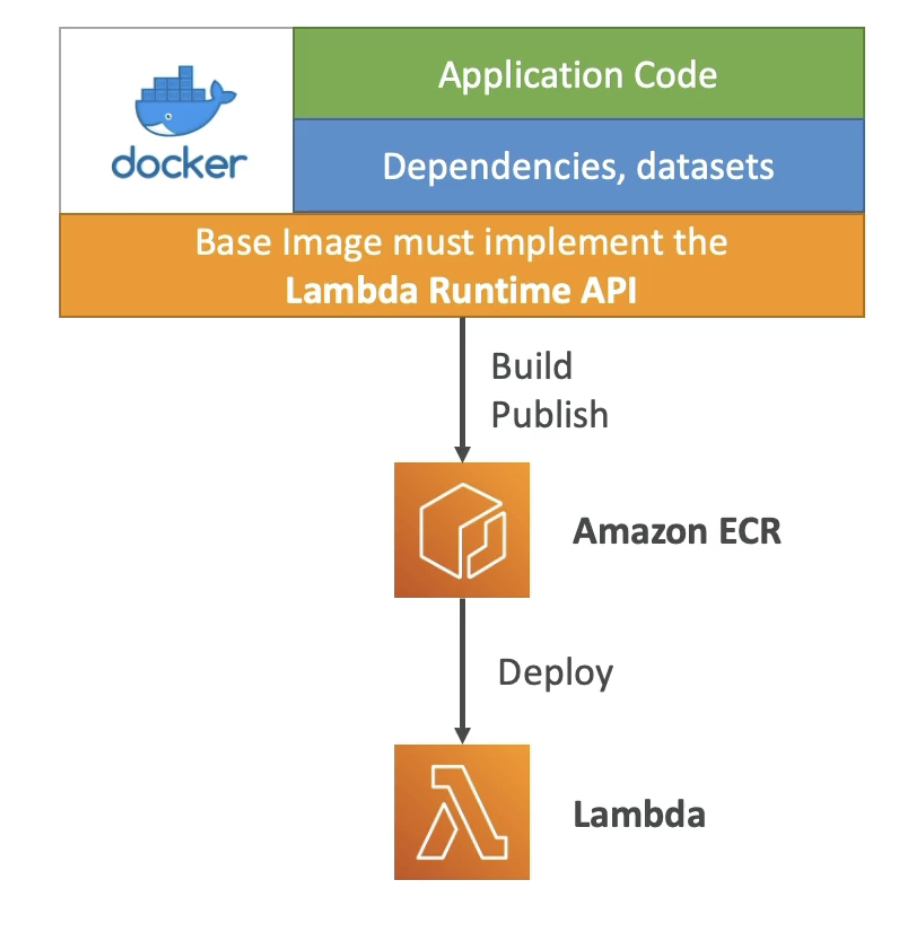 docker
Application Code
Dependencies, datasets
Base Image must implement the
Lambda Runtime API
Build
Publish
Amazon ECR
Deploy
Lambda